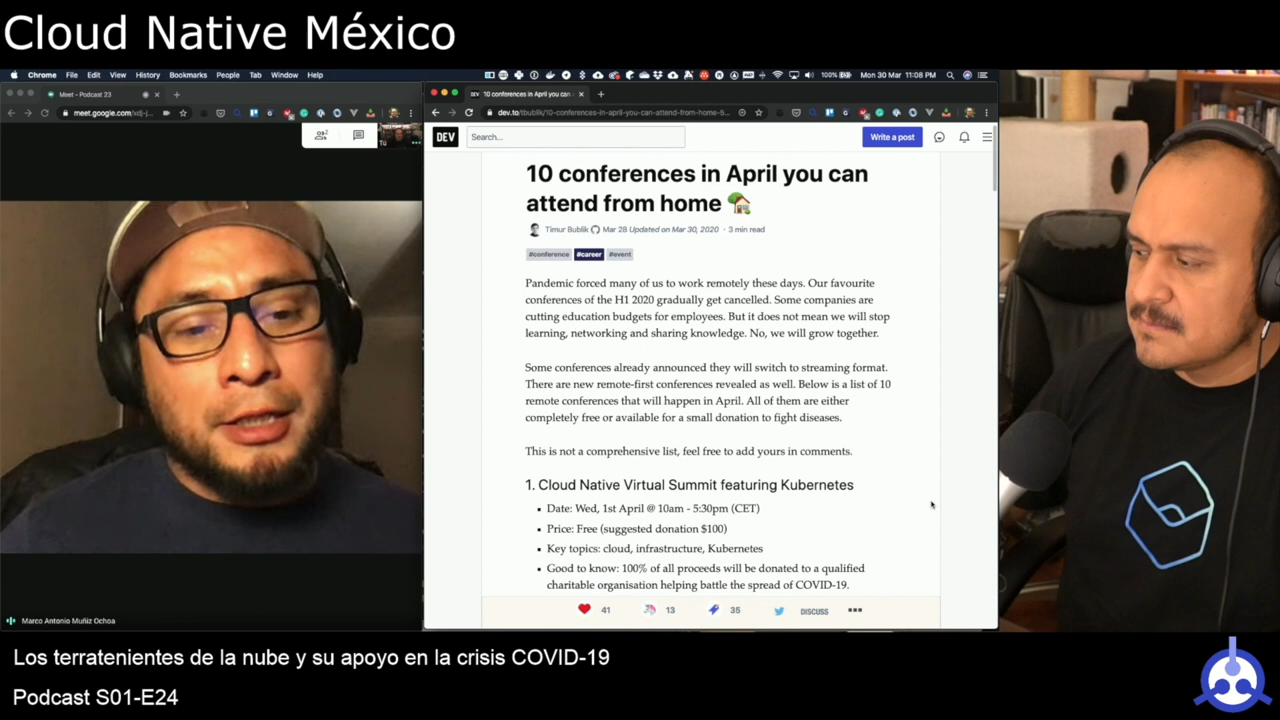 Cloud Native México
Chrome File Edit View History Bookmarks People Tab Window Help
100% Mon 30 Mar 11:08 PM
Meet - Podcast 23
meet.google.com/xdj-j
Tú
DEV 10 conferences in April you can
dev.to/tbublik/10-conferences-in-april-you-can-attend-from-home-5...
DEV
Search...
Write a post
10 conferences in April you can
attend from home
Timur Bublik Mar 28 Updated on Mar 30, 2020 · 3 min read
#conference #career #event
Pandemic forced many of us to work remotely these days. Our favourite
conferences of the H1 2020 gradually get cancelled. Some companies are
cutting education budgets for employees. But it does not mean we will stop
learning, networking and sharing knowledge. No, we will grow together.
Some conferences already announced they will switch to streaming format.
There are new remote-first conferences revealed as well. Below is a list of 10
remote conferences that will happen in April. All of them are either
completely free or available for a small donation to fight diseases.
This is not a comprehensive list, feel free to add yours in comments.
1. Cloud Native Virtual Summit featuring Kubernetes
Date: Wed, 1st April @ 10am - 5:30pm (CET)
Price: Free (suggested donation $100)
Key topics: cloud, infrastructure, Kubernetes
Good to know: 100% of all proceeds will be donated to a qualified
charitable organisation helping battle the spread of COVID-19.
41 13 35 DISCUSS
Marco Antonio Muñiz Ochoa
Los terratenientes de la nube y su apoyo en la crisis COVID-19
Podcast S01-E24